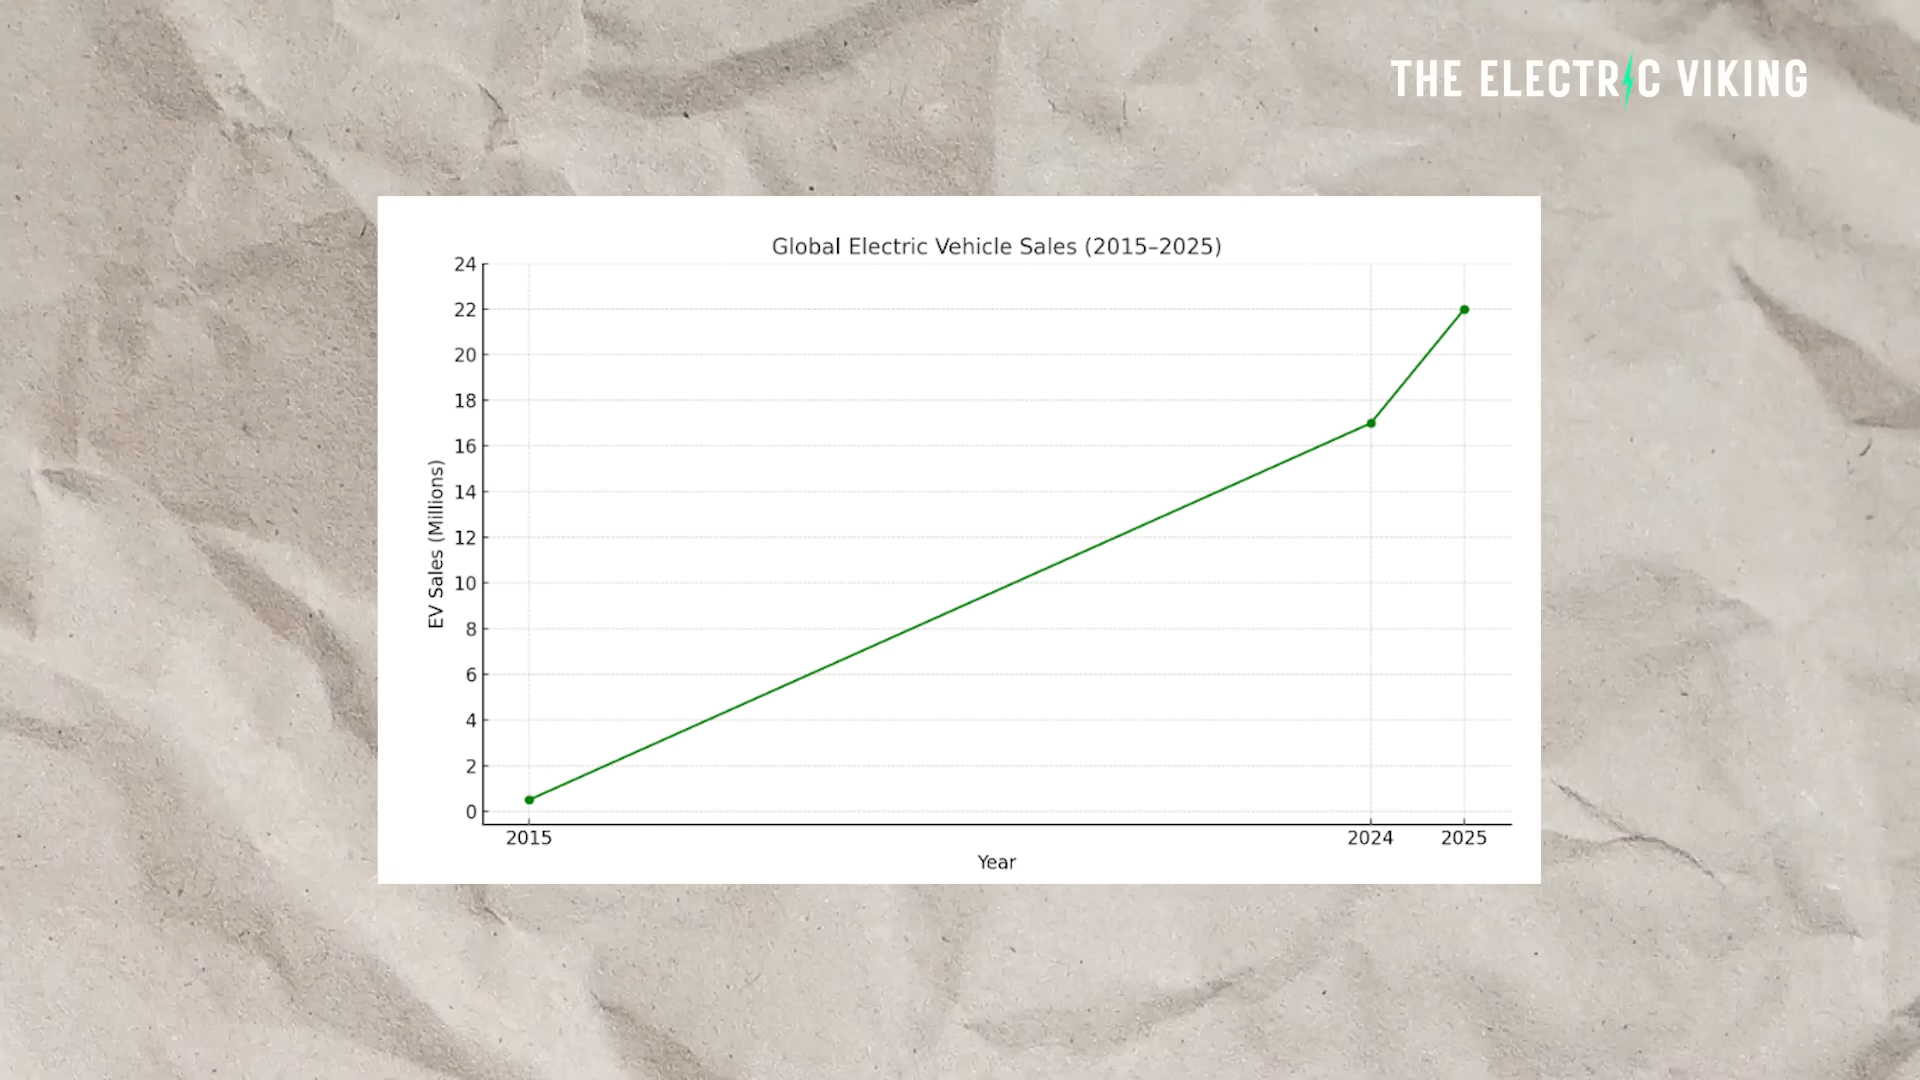 THE ELECTRIC VIKING
Global Electric Vehicle Sales (2015–2025)
24
22
20
18
16
14
12
10
8
6
4
2
0
EV Sales (Millions)
2015 2024 2025
Year